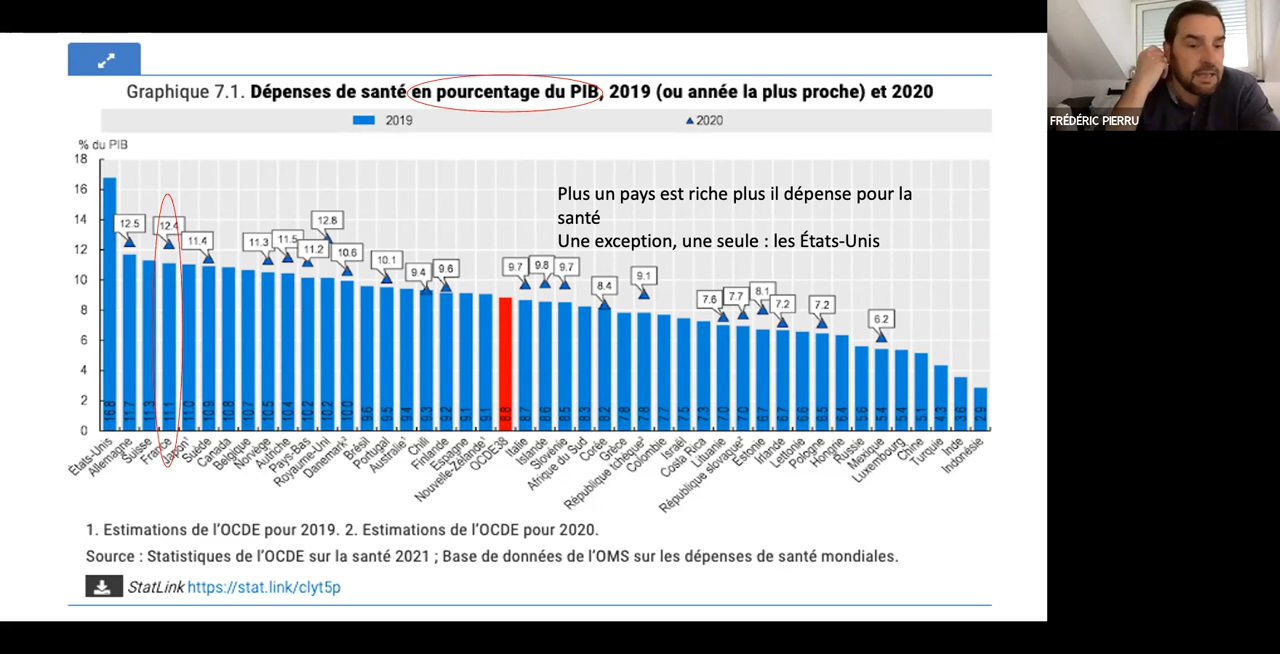 FRÉDÉRIC PIERRU
Graphique 7.1. Dépenses de santé en pourcentage du PIB, 2019 (ou année la plus proche) et 2020
2019
2020
% du PIB
18
16
14
12
10
8
6
4
2
0
Plus un pays est riche plus il dépense pour la
santé
Une exception, une seule : les États-Unis
12.5
12.4
11.4
11.3
11.5
11.2
12.8
10.6
10.1
9.4
9.6
9.7
9.8
9.7
8.4
9.1
7.6
7.7
8.1
7.2
7.2
6.2
16.8
11.7
11.3
11.1
11.0
10.9
10.8
10.7
10.5
10.4
10.2
10.2
10.0
9.6
9.5
9.4
9.3
9.2
9.1
9.1
8.8
8.7
8.6
8.5
8.3
8.2
7.8
7.8
7.7
7.5
7.3
7.0
7.0
6.7
6.7
6.6
6.5
6.4
5.6
5.4
5.4
5.1
4.3
3.6
2.9
États-Unis
Allemagne
Suisse
France
Japon¹
Suède
Canada
Belgique
Norvège
Autriche
Pays-Bas
Royaume-Uni
Danemark²
Brésil
Portugal
Australie¹
Chili
Finlande
Espagne
Nouvelle-Zélande¹
OCDE38
Italie
Islande
Slovénie
Afrique du Sud
Corée
Grèce
République tchèque²
Colombie
Israël
Costa Rica
Lituanie
République slovaque²
Estonie
Irlande
Lettonie
Pologne
Hongrie
Russie
Mexique
Luxembourg
Chine
Turquie
Inde
Indonésie
1. Estimations de l'OCDE pour 2019. 2. Estimations de l'OCDE pour 2020.
Source : Statistiques de l'OCDE sur la santé 2021 ; Base de données de l'OMS sur les dépenses de santé mondiales.
StatLink https://stat.link/clyt5p